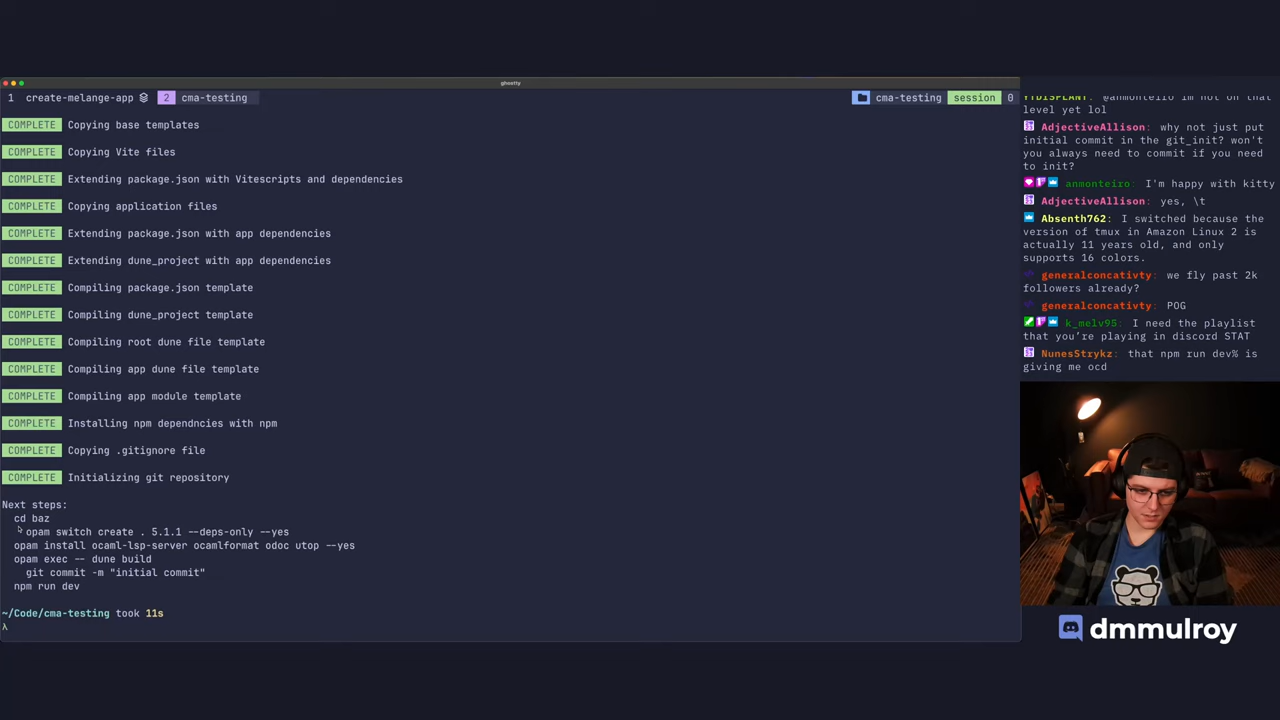 ghostty
1 create-melange-app 2 cma-testing cma-testing session 0
COMPLETE Copying base templates
COMPLETE Copying Vite files
COMPLETE Extending package.json with Vitescripts and dependencies
COMPLETE Copying application files
COMPLETE Extending package.json with app dependencies
COMPLETE Extending dune_project with app dependencies
COMPLETE Compiling package.json template
COMPLETE Compiling dune_project template
COMPLETE Compiling root dune file template
COMPLETE Compiling app dune file template
COMPLETE Compiling app module template
COMPLETE Installing npm dependncies with npm
COMPLETE Copying .gitignore file
COMPLETE Initializing git repository
Next steps:
cd baz
opam switch create . 5.1.1 --deps-only --yes
opam install ocaml-lsp-server ocamlformat odoc utop --yes
opam exec -- dune build
git commit -m "initial commit"
npm run dev
~/Code/cma-testing took 11s
λ
YTDISPLANT: @anmonteiro im not on that
level yet lol
AdjectiveAllison: why not just put
initial commit in the git_init? won't
you always need to commit if you need
to init?
anmonteiro: I'm happy with kitty
AdjectiveAllison: yes, \t
Absenth762: I switched because the
version of tmux in Amazon Linux 2 is
actually 11 years old, and only
supports 16 colors.
generalconcativty: we fly past 2k
followers already?
generalconcativty: POG
k_melv95: I need the playlist
that you're playing in discord STAT
NunesStrykz: that npm run dev% is
giving me ocd
dmmulroy